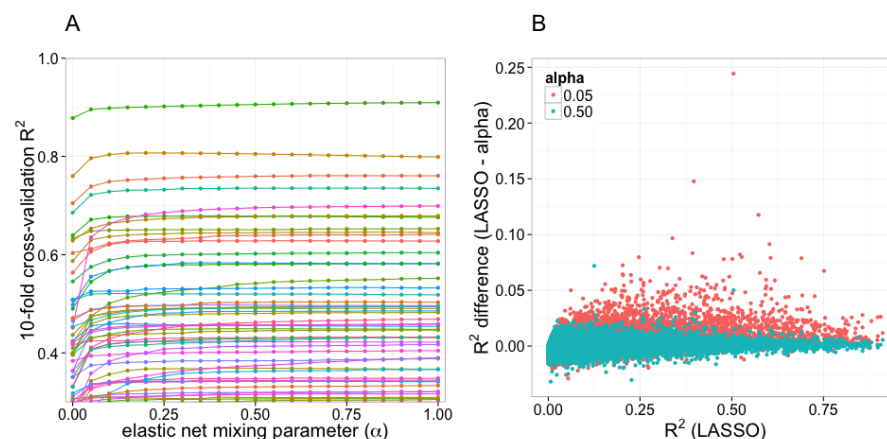 A
10-fold cross-validation R²
1.0
0.8
0.6
0.4
0.00 0.25 0.50 0.75 1.00
elastic net mixing parameter (α)
B
R² difference (LASSO - alpha)
0.25
0.20
0.15
0.10
0.05
0.00
alpha
0.05
0.50
0.00 0.25 0.50 0.75
R² (LASSO)